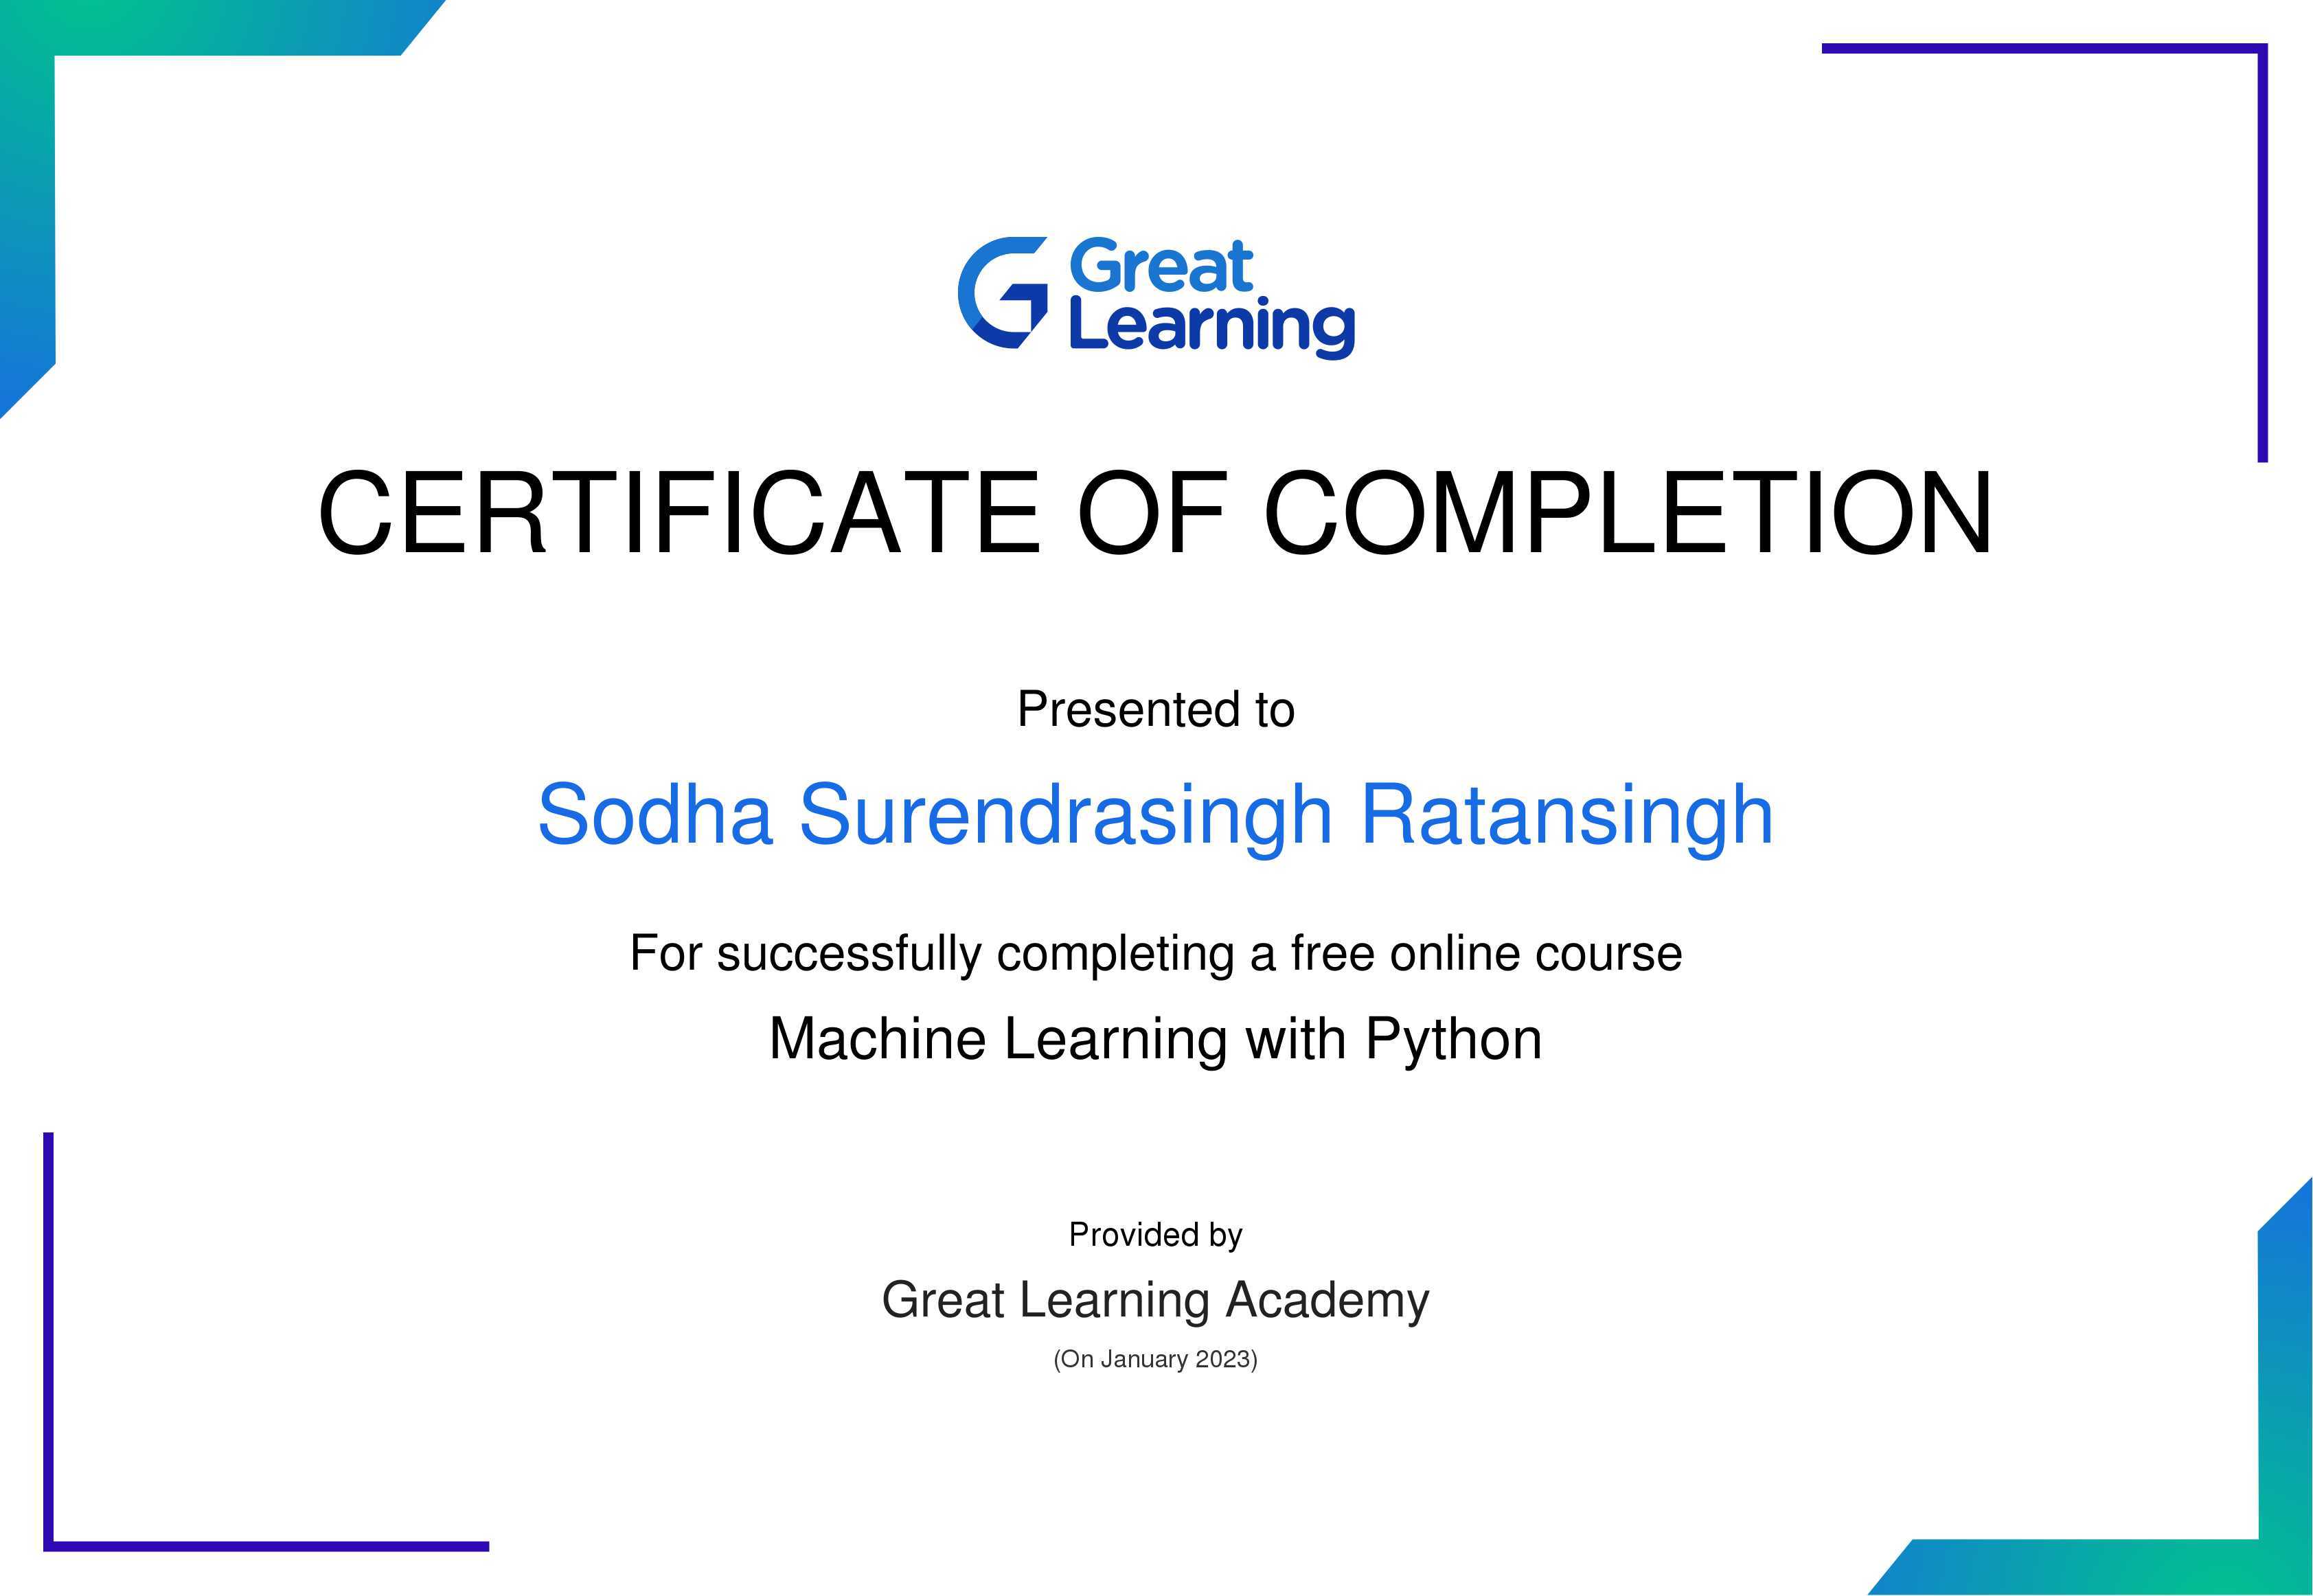 Great
Learning
CERTIFICATE OF COMPLETION
Presented to
Sodha Surendrasingh Ratansingh
For successfully completing a free online course
Machine Learning with Python
Provided by
Great Learning Academy
(On January 2023)